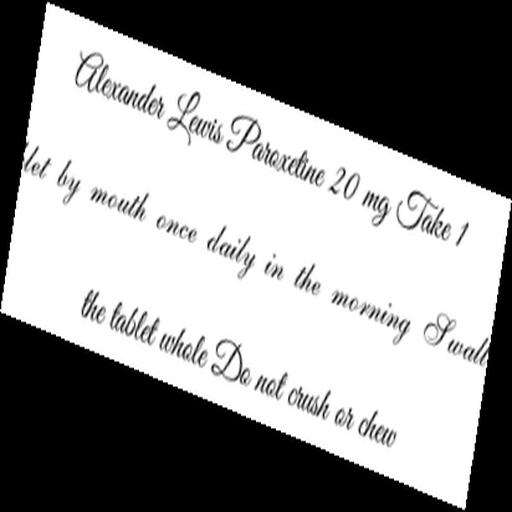 Alexander Lewis Paroxetine 20 mg Take 1
by mouth once daily in the morning
the tablet whole Do not crush or chew